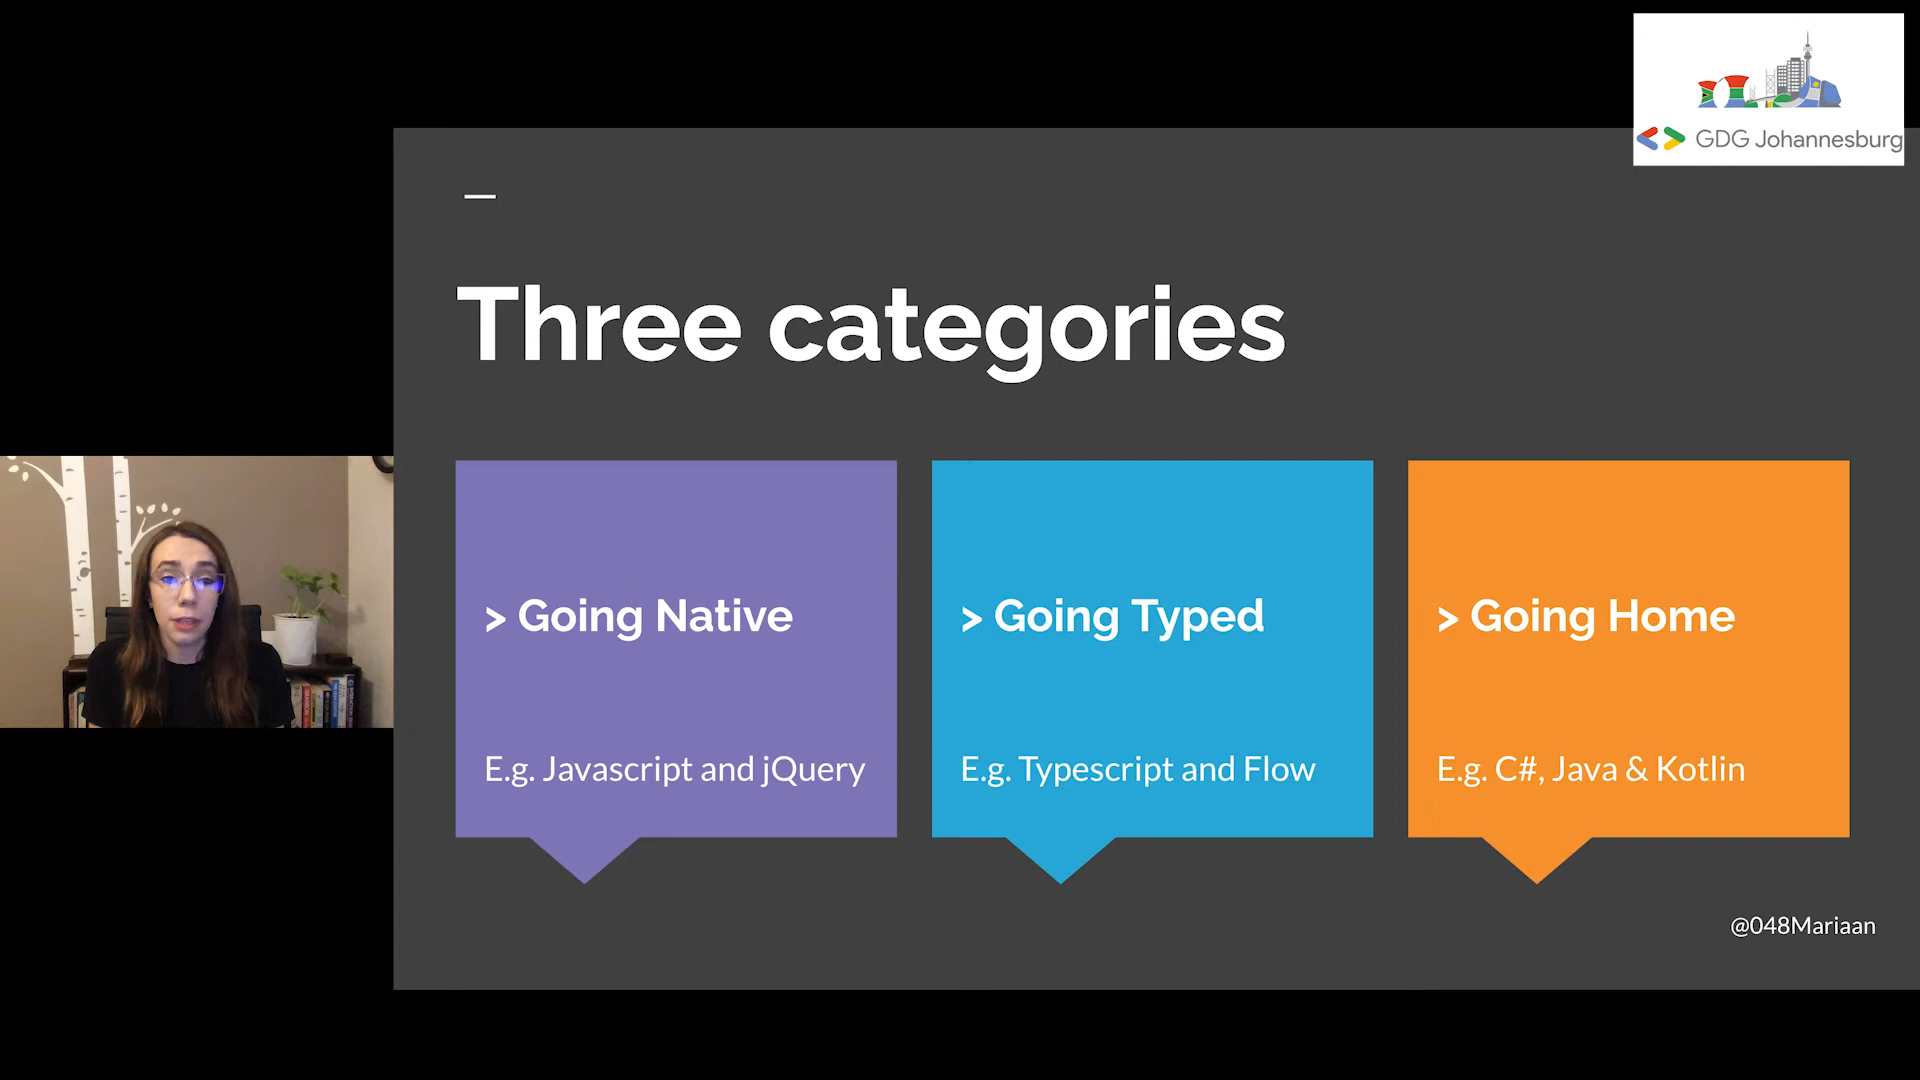 GDG Johannesburg
Three categories
> Going Native
E.g. Javascript and jQuery
> Going Typed
E.g. Typescript and Flow
> Going Home
E.g. C#, Java & Kotlin
@048Mariaan